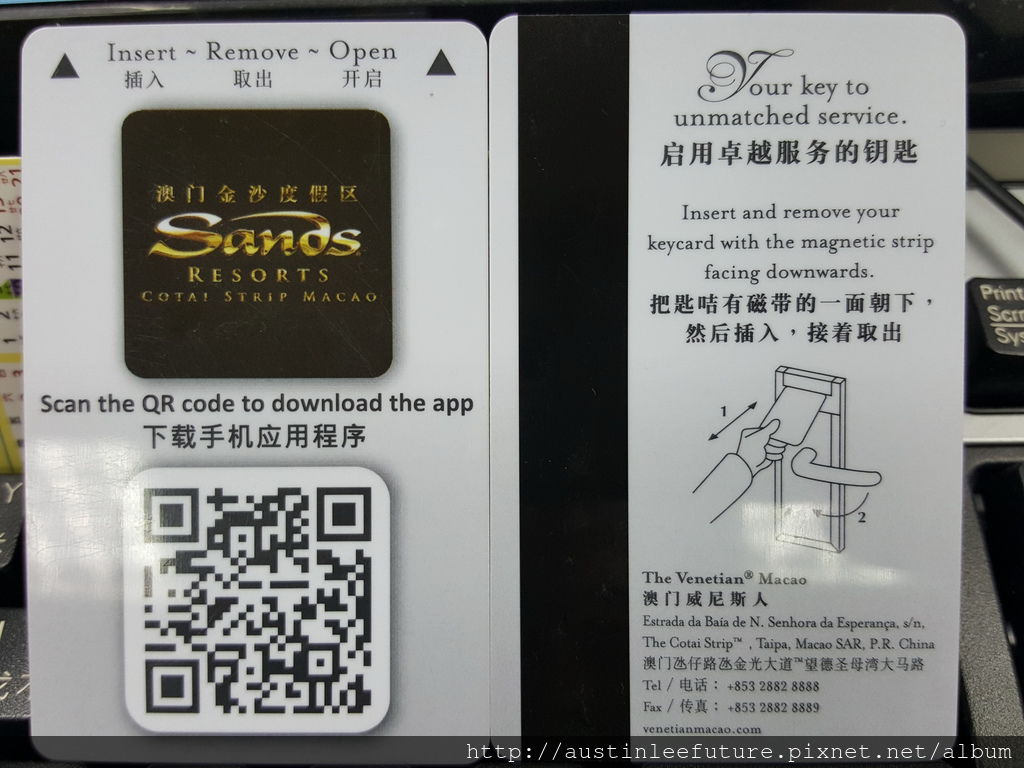 Insert ~ Remove ~ Open
插入 取出 开启
澳门金沙度假区
Sands
RESORTS
COTAI STRIP MACAO
Scan the QR code to download the app
下载手机应用程序
Your key to
unmatched service.
启用卓越服务的钥匙
Insert and remove your
keycard with the magnetic strip
facing downwards.
把匙咭有磁带的一面朝下，
然后插入，接着取出
1
2
The Venetian® Macao
澳门威尼斯人
Estrada da Baía de N. Senhora da Esperança, s/n,
The Cotai Strip™ , Taipa, Macao SAR, P.R. China
澳门氹仔路氹金光大道™望德圣母湾大马路
Tel / 电话： +853 2882 8888
Fax / 传真： +853 2882 8889
venetianmacao.com
Print
Scrn
Sys
http://austinleefuture.pixnet.net/album